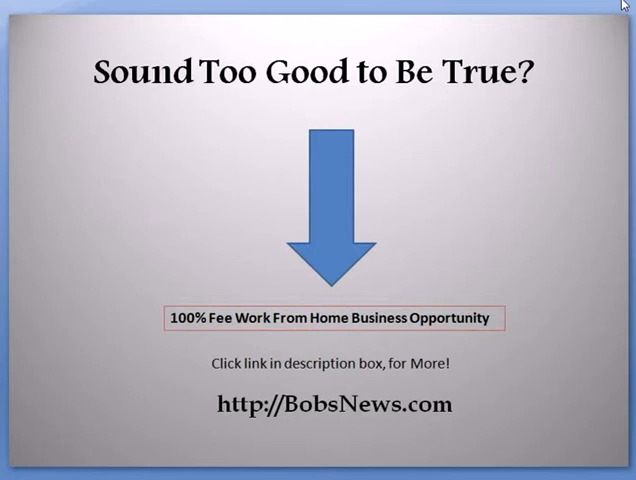 Sound Too Good to Be True?
100% Fee Work From Home Business Opportunity
Click link in description box, for More!
http://BobsNews.com